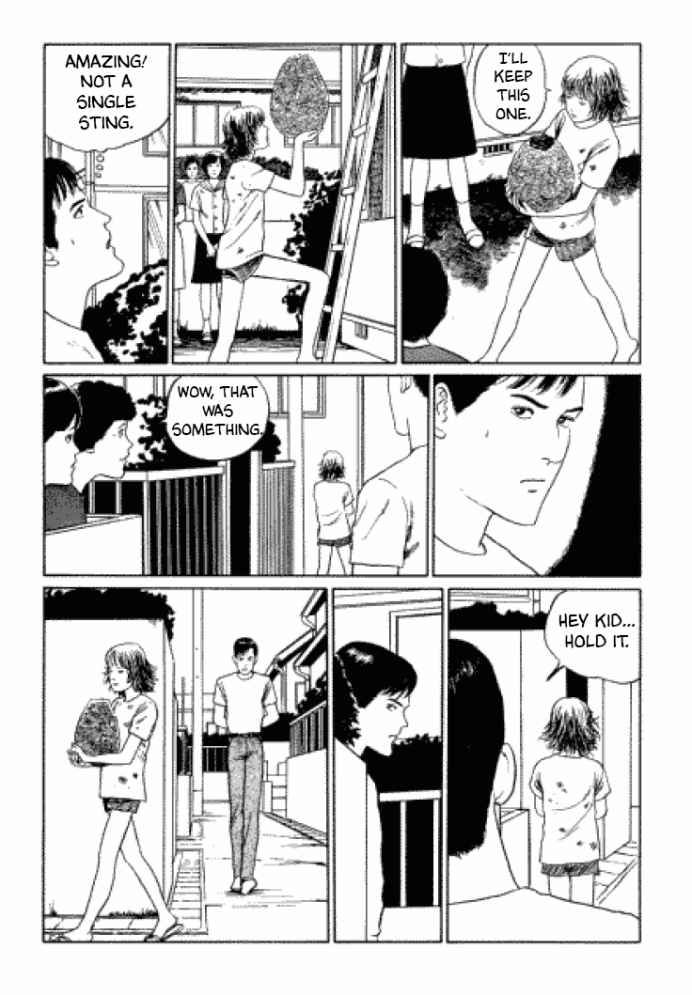 AMAZING!
NOT A
SINGLE
STING.
I'LL
KEEP
THIS
ONE.
WOW, THAT
WAS
SOMETHING.
HEY KID...
HOLD IT.